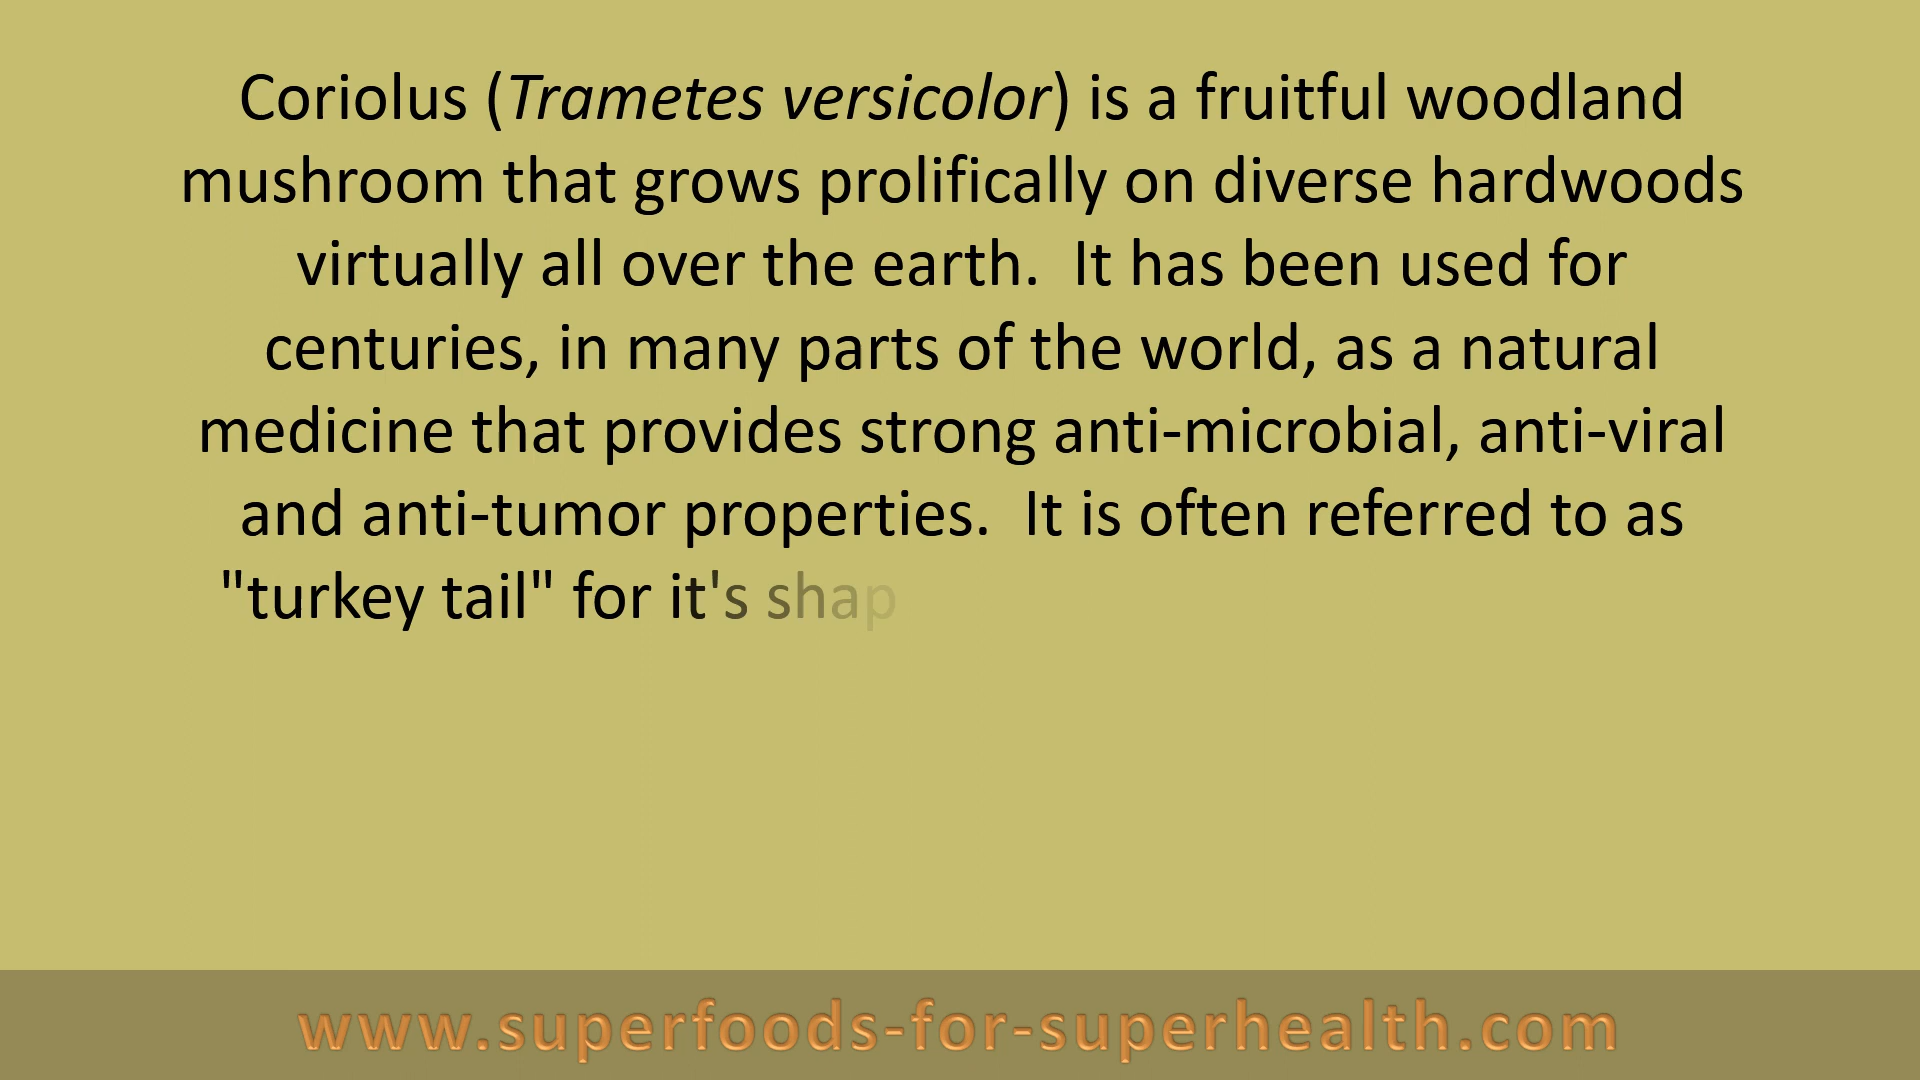 Coriolus (Trametes versicolor) is a fruitful woodland
mushroom that grows prolifically on diverse hardwoods
virtually all over the earth.  It has been used for
centuries, in many parts of the world, as a natural
medicine that provides strong anti-microbial, anti-viral
and anti-tumor properties.  It is often referred to as
"turkey tail" for it's shap
www.superfoods-for-superhealth.com